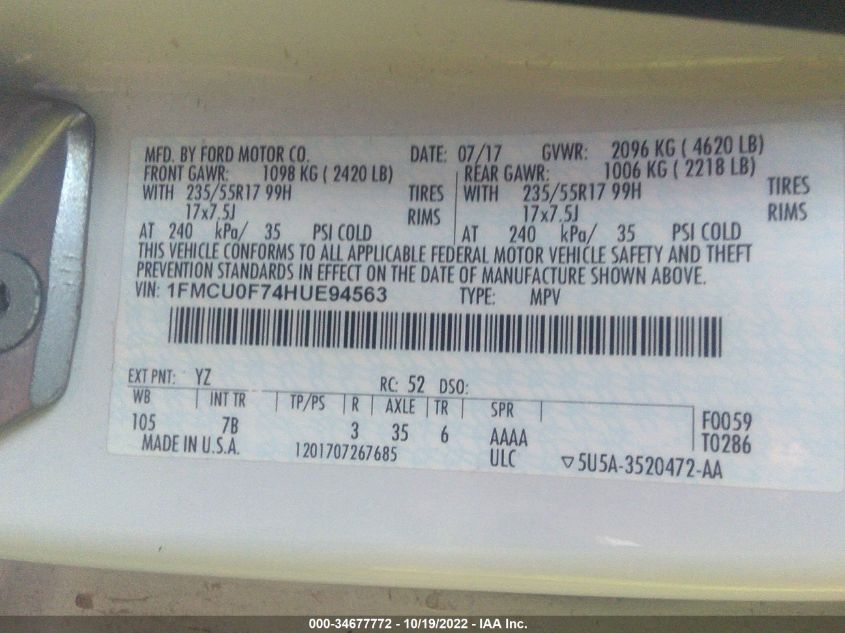 MFD. BY FORD MOTOR CO. DATE: 07/17 GVWR: 2096 KG ( 4620 LB)
FRONT GAWR: 1098 KG ( 2420 LB) REAR GAWR: 1006 KG ( 2218 LB)
WITH 235/55R17 99H TIRES WITH 235/55R17 99H TIRES
17x7.5J RIMS 17x7.5J RIMS
AT 240 kPa/ 35 PSI COLD AT 240 kPa/ 35 PSI COLD
THIS VEHICLE CONFORMS TO ALL APPLICABLE FEDERAL MOTOR VEHICLE SAFETY AND THEFT
PREVENTION STANDARDS IN EFFECT ON THE DATE OF MANUFACTURE SHOWN ABOVE.
VIN: 1FMCU0F74HUE94563 TYPE: MPV
EXT PNT: YZ RC: 52 DSO:
WB INT TR TP/PS R AXLE TR SPR F0059
105 7B 3 35 6 AAAA T0286
MADE IN U.S.A. 1201707267685 ULC ▽5U5A-3520472-AA
000-34677772 - 10/19/2022 - IAA Inc.